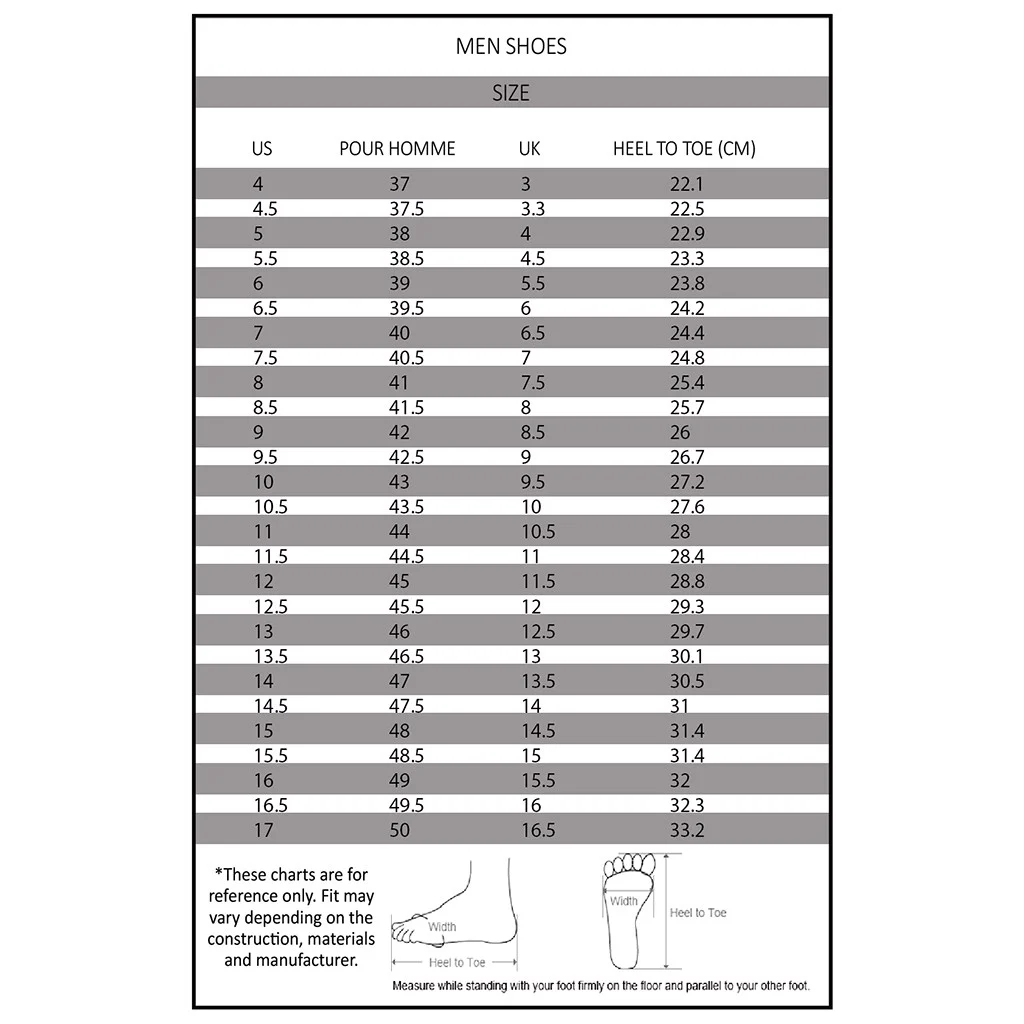 MEN SHOES
SIZE
US POUR HOMME UK HEEL TO TOE (CM)
4 37 3 22.1
4.5 37.5 3.3 22.5
5 38 4 22.9
5.5 38.5 4.5 23.3
6 39 5.5 23.8
6.5 39.5 6 24.2
7 40 6.5 24.4
7.5 40.5 7 24.8
8 41 7.5 25.4
8.5 41.5 8 25.7
9 42 8.5 26
9.5 42.5 9 26.7
10 43 9.5 27.2
10.5 43.5 10 27.6
11 44 10.5 28
11.5 44.5 11 28.4
12 45 11.5 28.8
12.5 45.5 12 29.3
13 46 12.5 29.7
13.5 46.5 13 30.1
14 47 13.5 30.5
14.5 47.5 14 31
15 48 14.5 31.4
15.5 48.5 15 31.4
16 49 15.5 32
16.5 49.5 16 32.3
17 50 16.5 33.2
*These charts are for
reference only. Fit may
vary depending on the
construction, materials
and manufacturer.
Width
Heel to Toe
Width
Heel to Toe
Measure while standing with your foot firmly on the floor and parallel to your other foot.